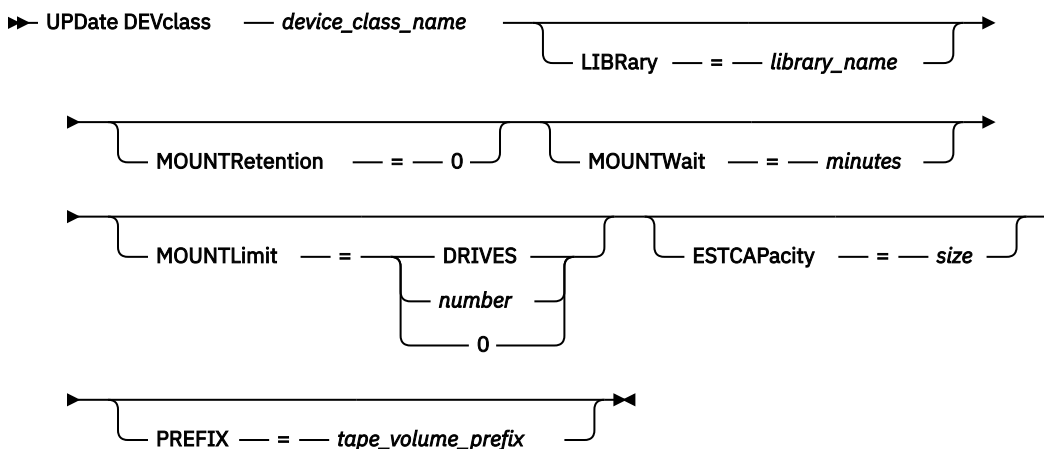 UPDate DEVclass device_class_name
LIBRary = library_name
MOUNTRetention = 0 MOUNTWait = minutes
MOUNTLimit = DRIVES ESTCAPacity = size
number
0
PREFIX = tape_volume_prefix